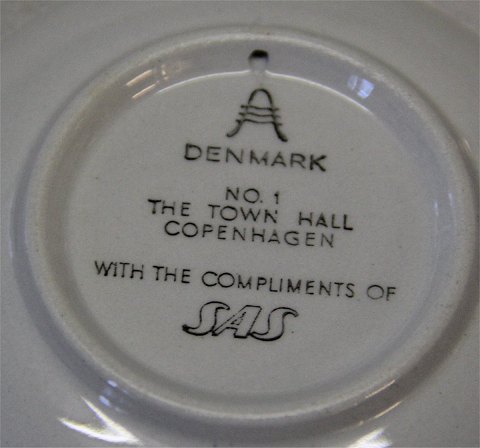 DENMARK
NO. 1
THE TOWN HALL
COPENHAGEN
WITH THE COMPLIMENTS OF
SAS